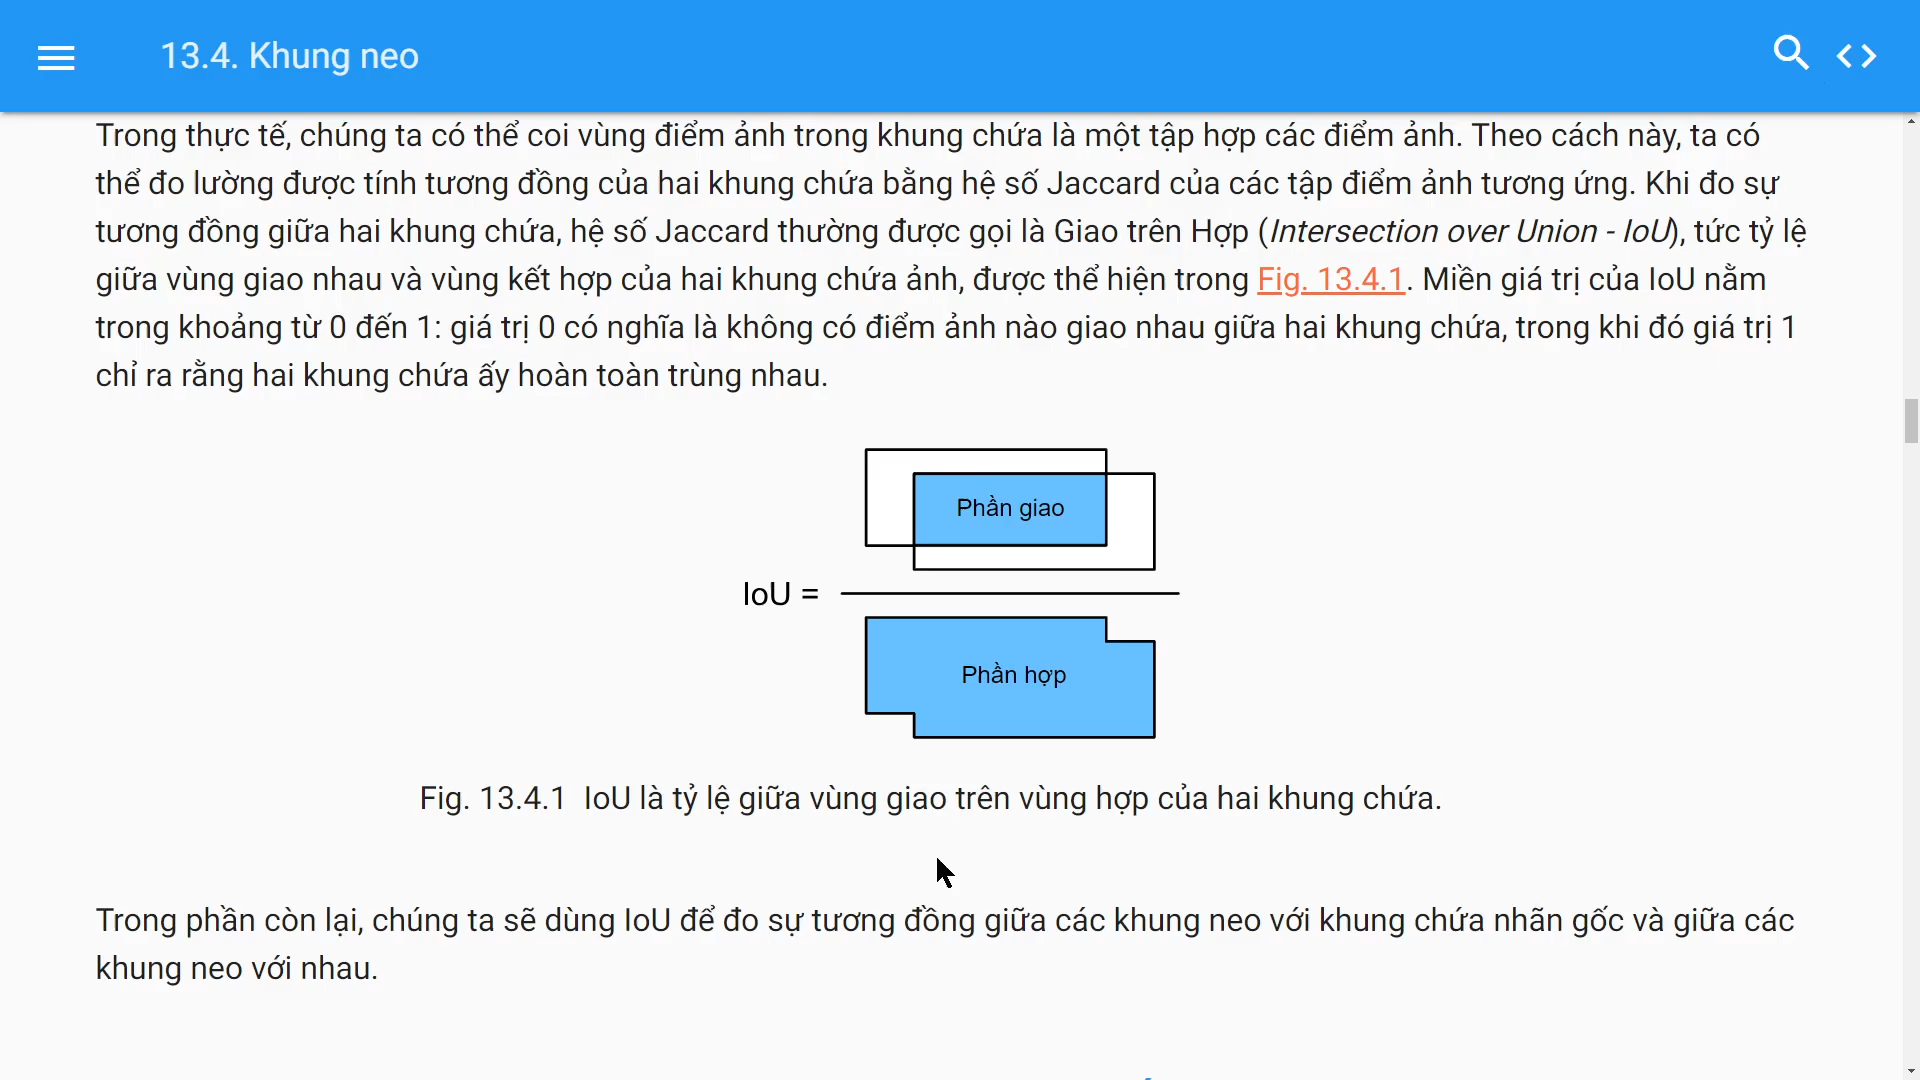 13.4. Khung neo
Trong thực tế, chúng ta có thể coi vùng điểm ảnh trong khung chứa là một tập hợp các điểm ảnh. Theo cách này, ta có
thể đo lường được tính tương đồng của hai khung chứa bằng hệ số Jaccard của các tập điểm ảnh tương ứng. Khi đo sự
tương đồng giữa hai khung chứa, hệ số Jaccard thường được gọi là Giao trên Hợp (Intersection over Union - IoU), tức tỷ lệ
giữa vùng giao nhau và vùng kết hợp của hai khung chứa ảnh, được thể hiện trong Fig. 13.4.1. Miền giá trị của IoU nằm
trong khoảng từ 0 đến 1: giá trị 0 có nghĩa là không có điểm ảnh nào giao nhau giữa hai khung chứa, trong khi đó giá trị 1
chỉ ra rằng hai khung chứa ấy hoàn toàn trùng nhau.
Phần giao
IoU =
Phần hợp
Fig. 13.4.1 IoU là tỷ lệ giữa vùng giao trên vùng hợp của hai khung chứa.
Trong phần còn lại, chúng ta sẽ dùng IoU để đo sự tương đồng giữa các khung neo với khung chứa nhãn gốc và giữa các
khung neo với nhau.